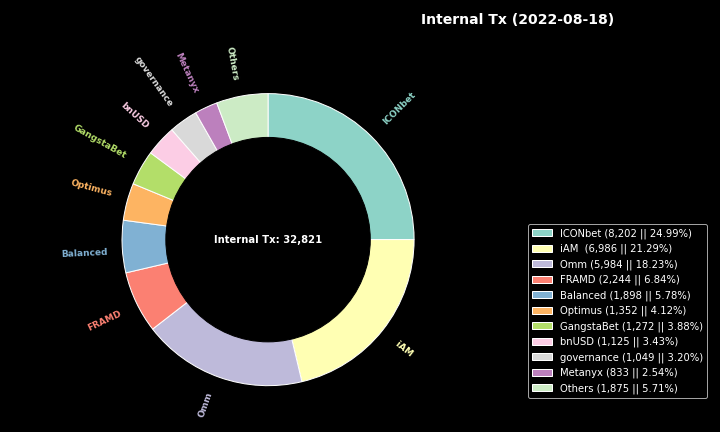 Internal Tx (2022-08-18)
Others
Metanyx
governance
bnUSD
GangstaBet
Optimus
Balanced
FRAMD
Omm
iAM
ICONbet
Internal Tx: 32,821
ICONbet (8,202 || 24.99%)
iAM  (6,986 || 21.29%)
Omm (5,984 || 18.23%)
FRAMD (2,244 || 6.84%)
Balanced (1,898 || 5.78%)
Optimus (1,352 || 4.12%)
GangstaBet (1,272 || 3.88%)
bnUSD (1,125 || 3.43%)
governance (1,049 || 3.20%)
Metanyx (833 || 2.54%)
Others (1,875 || 5.71%)